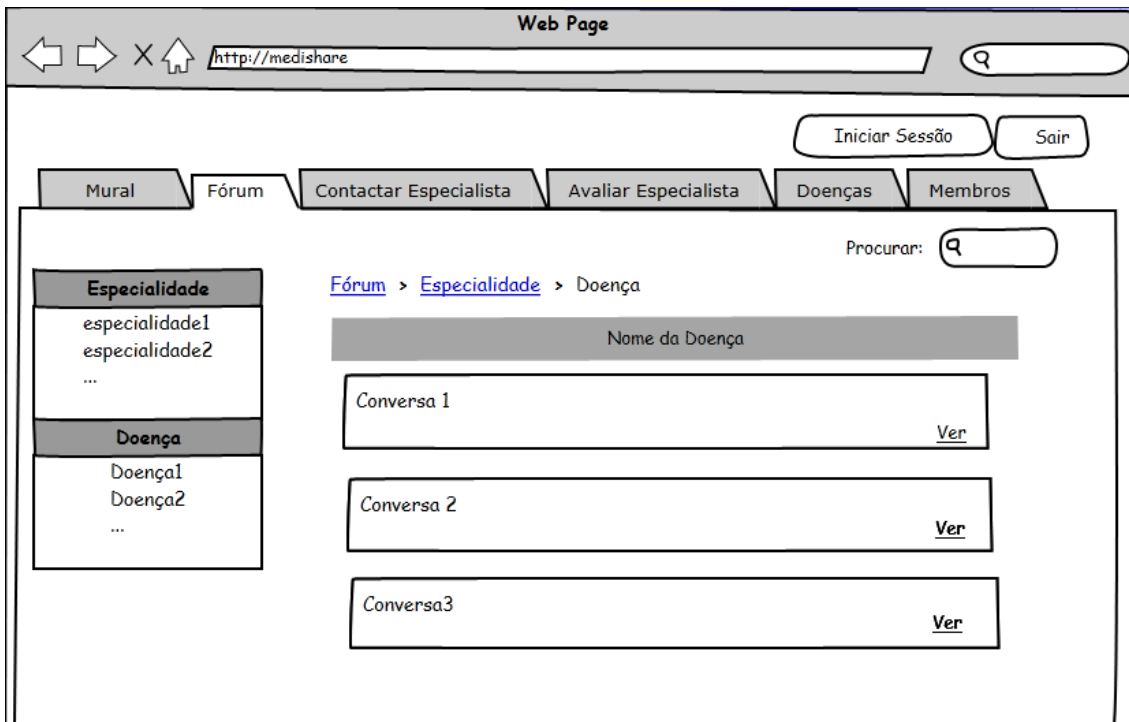 Web Page
http://medishare
Iniciar Sessão
Sair
Mural
Fórum
Contactar Especialista
Avaliar Especialista
Doenças
Membros
Procurar:
Especialidade
especialidade1
especialidade2
...
Doença
Doença1
Doença2
...
Fórum > Especialidade > Doença
Nome da Doença
Conversa 1
Ver
Conversa 2
Ver
Conversa3
Ver